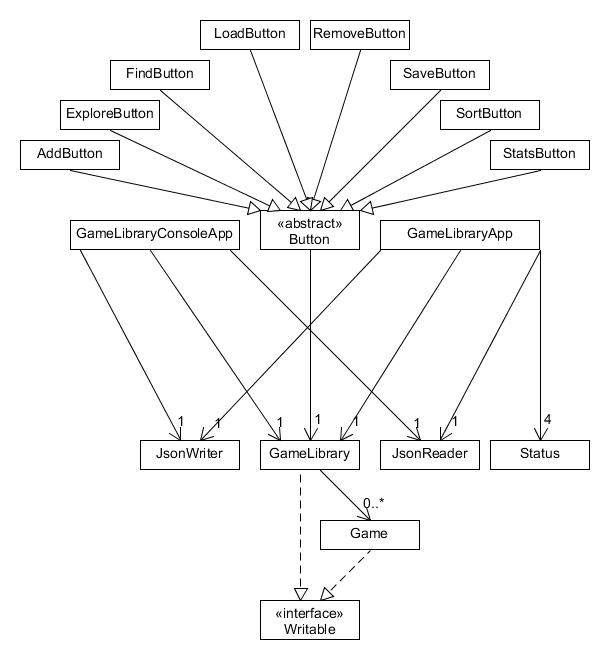 LoadButton
RemoveButton
FindButton
SaveButton
ExploreButton
SortButton
AddButton
StatsButton
«abstract»
Button
GameLibraryConsoleApp
GameLibraryApp
1
1
1
1
1
1
1
4
JsonWriter
GameLibrary
JsonReader
Status
0..*
Game
«interface»
Writable